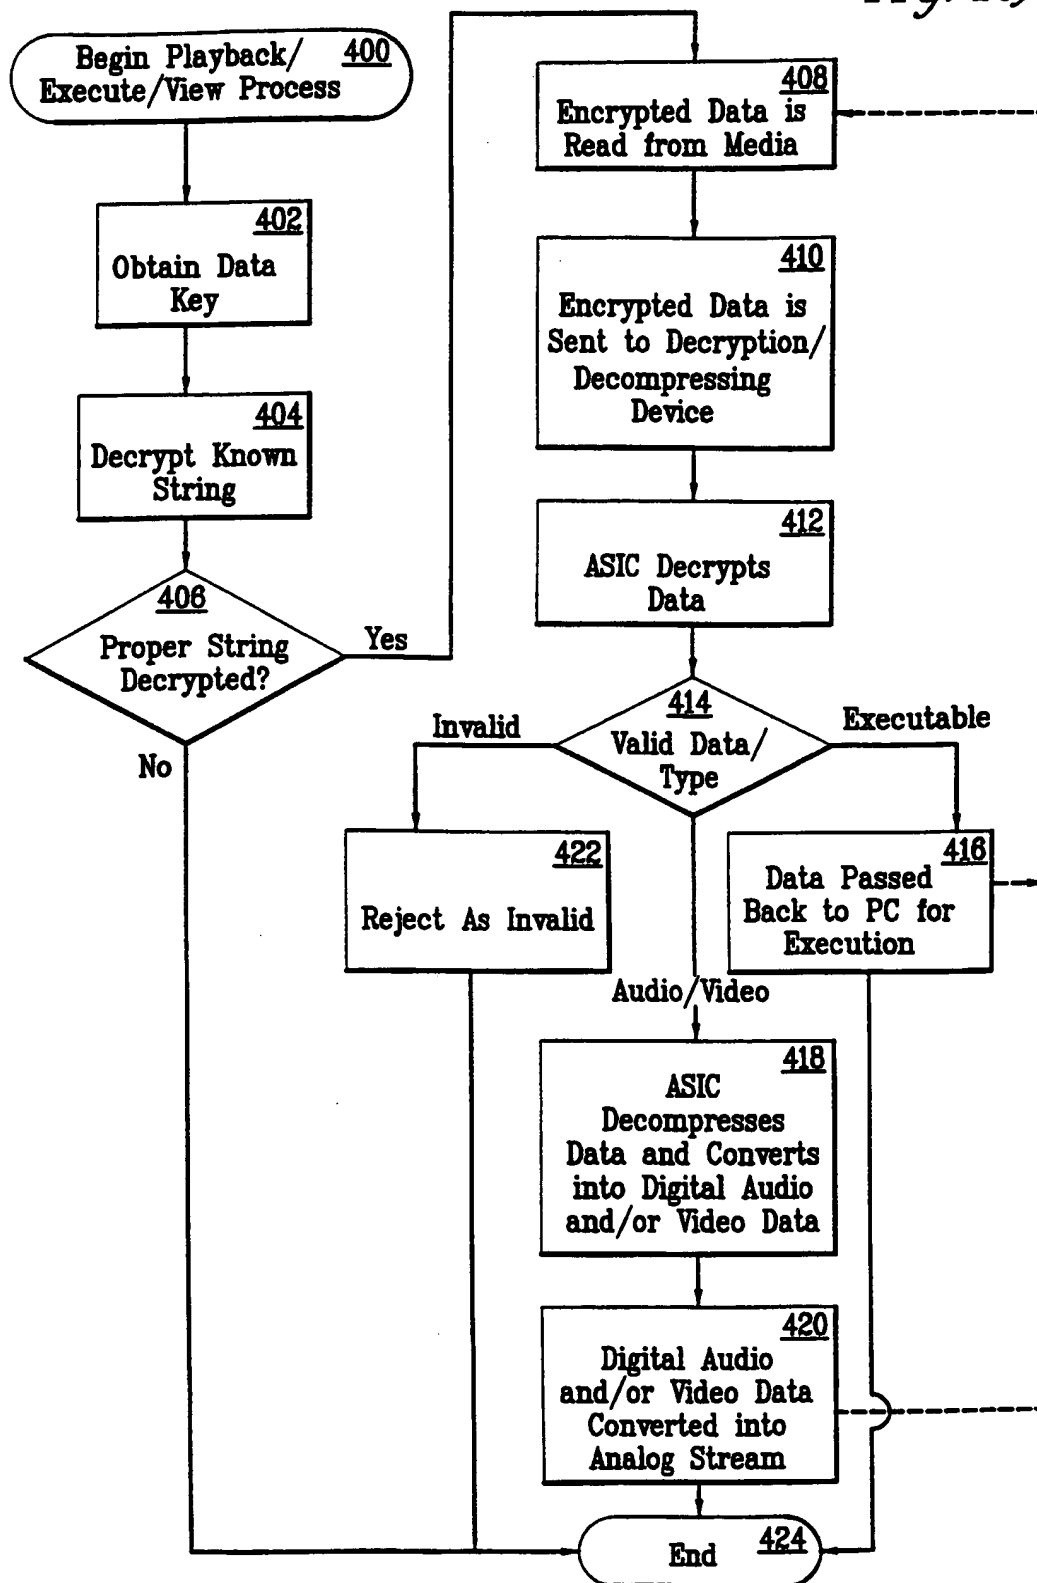 Begin Playback/ 400
Execute/View Process
402
Obtain Data
Key
404
Decrypt Known
String
406
Proper String
Decrypted?
Yes
No
408
Encrypted Data is
Read from Media
410
Encrypted Data is
Sent to Decryption/
Decompressing
Device
412
ASIC Decrypts
Data
414
Valid Data/
Type
Invalid
Executable
Audio/Video
422
Reject As Invalid
416
Data Passed
Back to PC for
Execution
418
ASIC
Decompresses
Data and Converts
into Digital Audio
and/or Video Data
420
Digital Audio
and/or Video Data
Converted into
Analog Stream
End 424